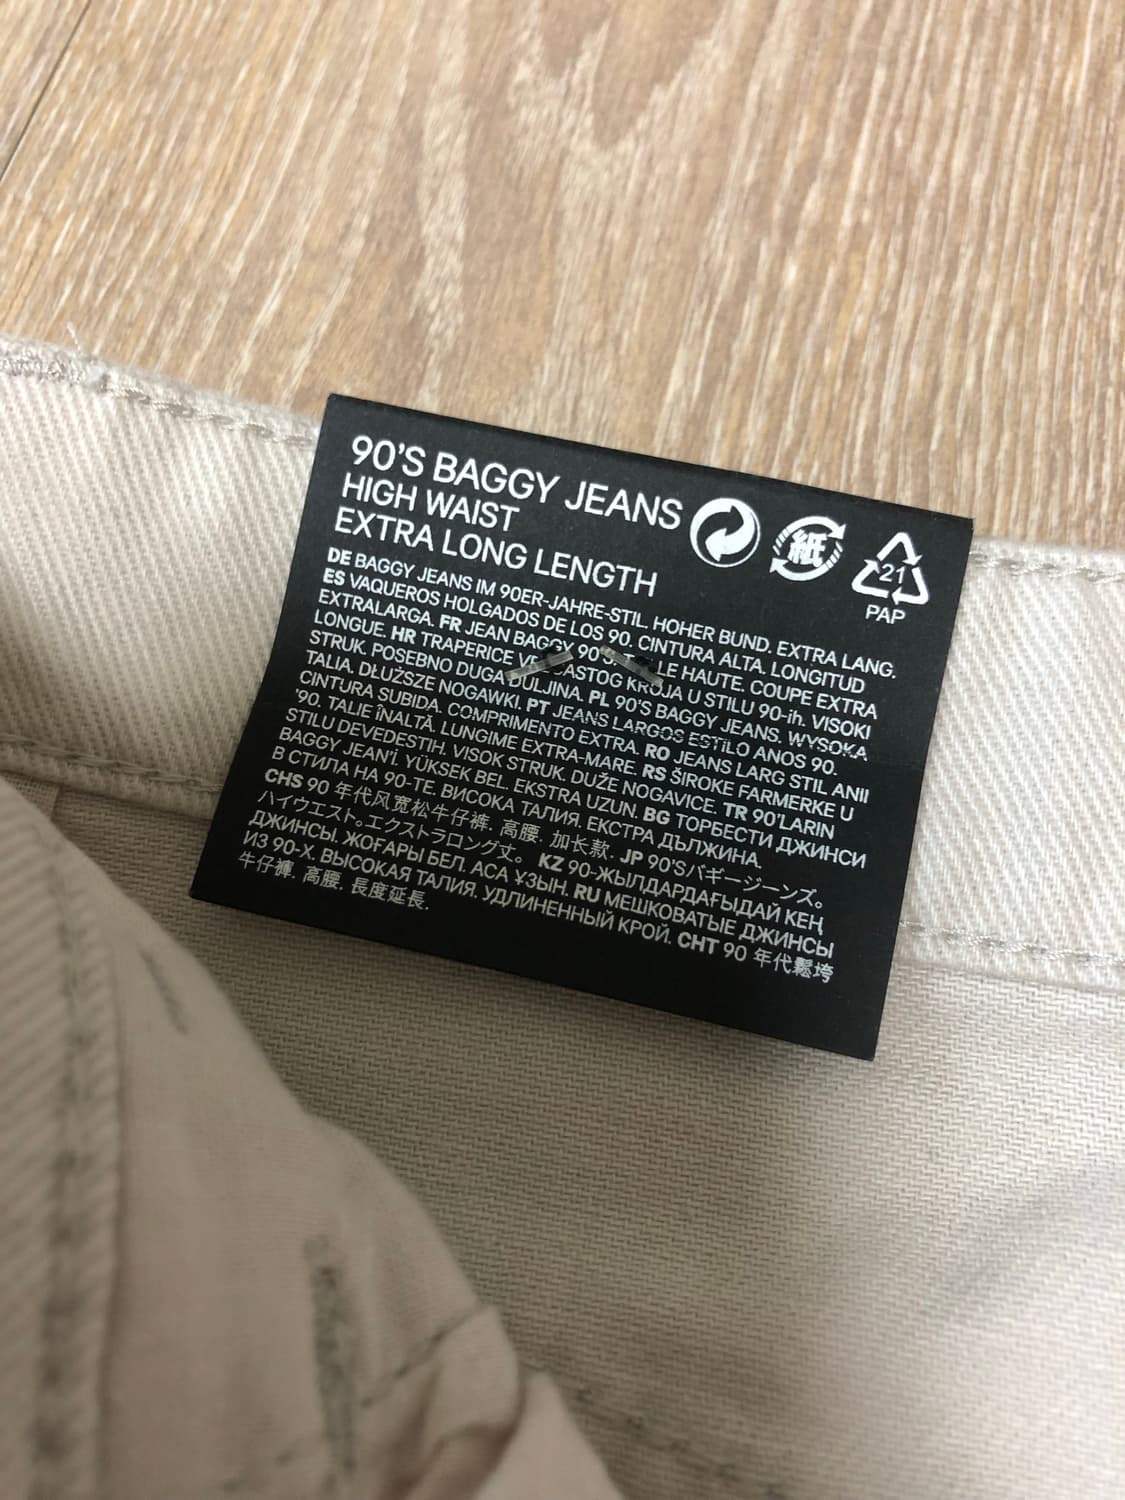 90'S BAGGY JEANS
HIGH WAIST
EXTRA LONG LENGTH
紙
21
PAP
DE BAGGY JEANS IM 90ER-JAHRE-STIL. HOHER BUND. EXTRA LANG.
ES VAQUEROS HOLGADOS DE LOS 90. CINTURA ALTA. LONGITUD
EXTRALARGA. FR JEAN BAGGY 90'S. LE HAUTE. COUPE EXTRA
LONGUE. HR TRAPERICE KROJA U STILU 90-ih. VISOKI
STRUK. POSEBNO DUGA DULJINA. PL 90'S BAGGY JEANS. WYSOKA
TALIA. DŁUŻSZE NOGAWKI. PT JEANS LARGOS ESTILO ANOS 90.
CINTURA SUBIDA. COMPRIMENTO EXTRA. RO JEANS LARG STIL ANII
'90. TALIE ÎNALTĂ. LUNGIME EXTRA-MARE. RS ŠIROKE FARMERKE U
STILU DEVEDESTIH. VISOK STRUK. DUŽE NOGAVICE. TR 90'LARIN
BAGGY JEAN'İ. YÜKSEK BEL. EKSTRA UZUN. BG ТОРБЕСТИ ДЖИНСИ
В СТИЛА НА 90-ТЕ. ВИСОКА ТАЛИЯ. ЕКСТРА ДЪЛЖИНА.
CHS 90 年代风宽松牛仔裤. 高腰. 加长款. JP 90'Sバギージーンズ。
ハイウエスト。エクストラロング丈。 KZ 90-ЖЫЛДАРДАҒЫДАЙ КЕҢ
ДЖИНСЫ. ЖОҒАРЫ БЕЛ. АСА ҰЗЫН. RU МЕШКОВАТЫЕ ДЖИНСЫ
ИЗ 90-Х. ВЫСОКАЯ ТАЛИЯ. УДЛИНЕННЫЙ КРОЙ. CHT 90 年代鬆垮
牛仔褲. 高腰. 長度延長.